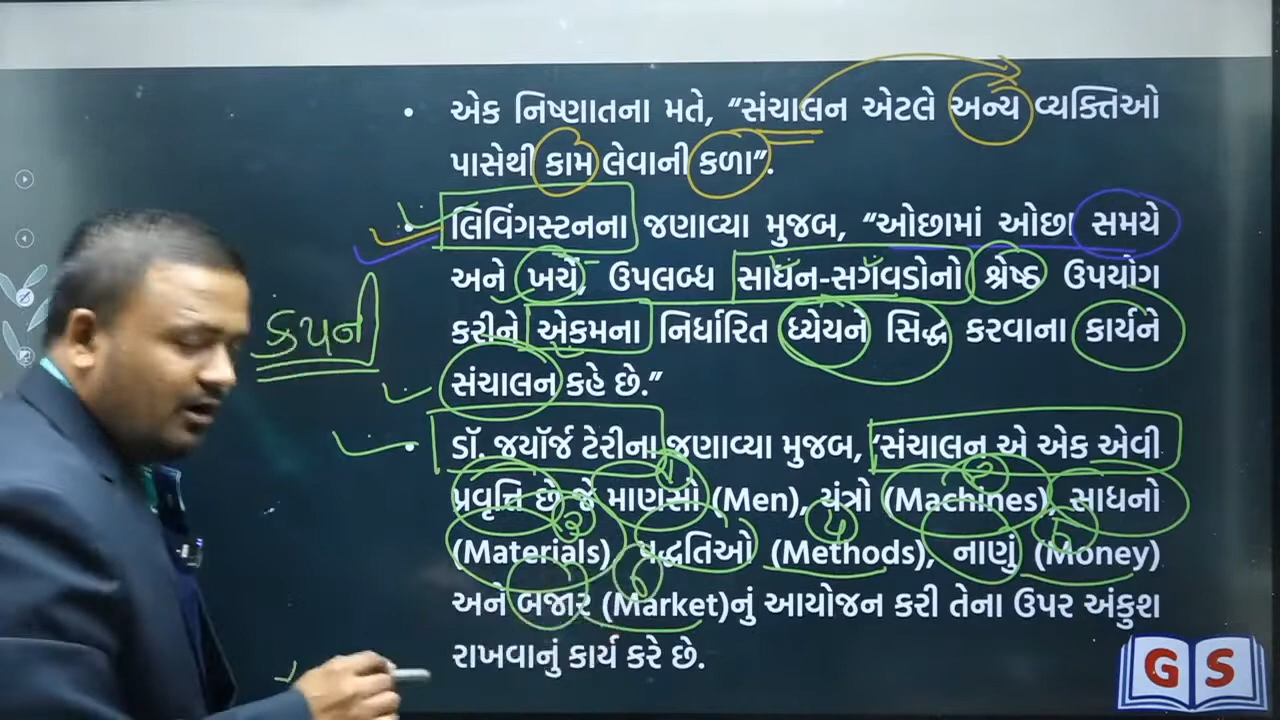 • એક નિષ્ણાતના મતે, “સંચાલન એટલે અન્ય વ્યક્તિઓ
પાસેથી કામ લેવાની કળા”.
• લિવિંગસ્ટનના જણાવ્યા મુજબ, “ઓછામાં ઓછા સમયે
અને ખર્ચે, ઉપલબ્ધ સાધન-સગવડોનો શ્રેષ્ઠ ઉપયોગ
કરીને એકમના નિર્ધારિત ધ્યેયને સિદ્ધ કરવાના કાર્યને
સંચાલન કહે છે.”
• ડૉ. જ્યૉર્જ ટેરીના જણાવ્યા મુજબ, ‘સંચાલન એ એક એવી
પ્રવૃત્તિ છે જે માણસો (Men), યંત્રો (Machines), સાધનો
(Materials) પદ્ધતિઓ (Methods), નાણું (Money)
અને બજાર (Market)નું આયોજન કરી તેના ઉપર અંકુશ
રાખવાનું કાર્ય કરે છે.
GS